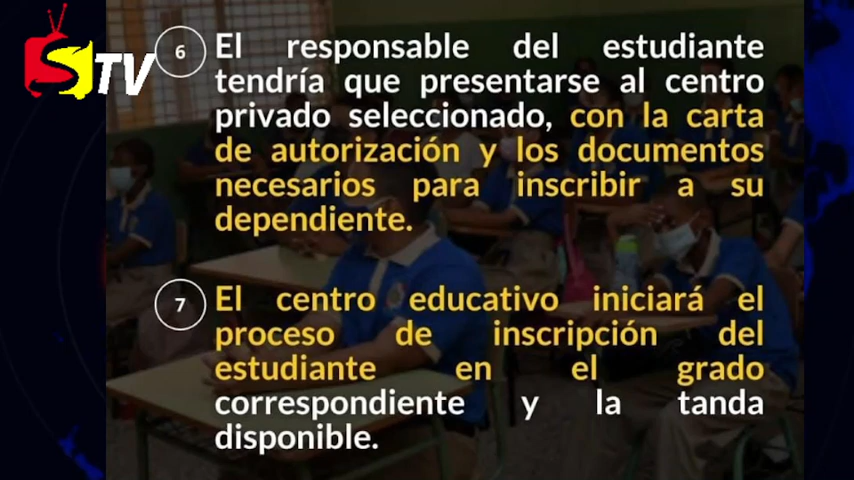 STV
6
El responsable del estudiante
tendría que presentarse al centro
privado seleccionado, con la carta
de autorización y los documentos
necesarios para inscribir a su
dependiente.
7
El centro educativo iniciará el
proceso de inscripción del
estudiante en el grado
correspondiente y la tanda
disponible.